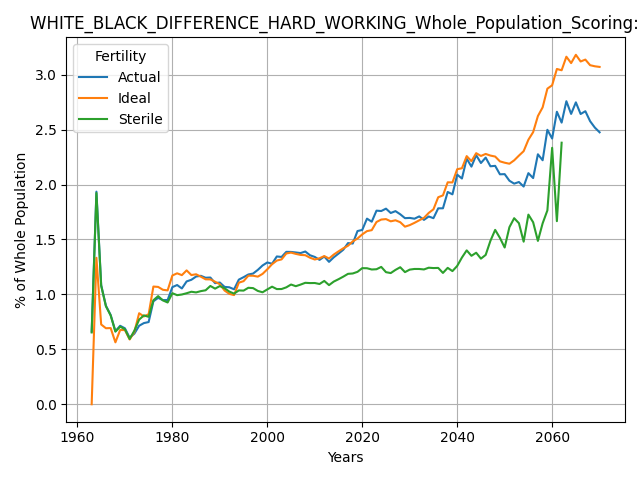 WHITE_BLACK_DIFFERENCE_HARD_WORKING_Whole_Population_Scoring:
Fertility
Actual
Ideal
Sterile
% of Whole Population
3.0
2.5
2.0
1.5
1.0
0.5
0.0
1960 1980 2000 2020 2040 2060
Years